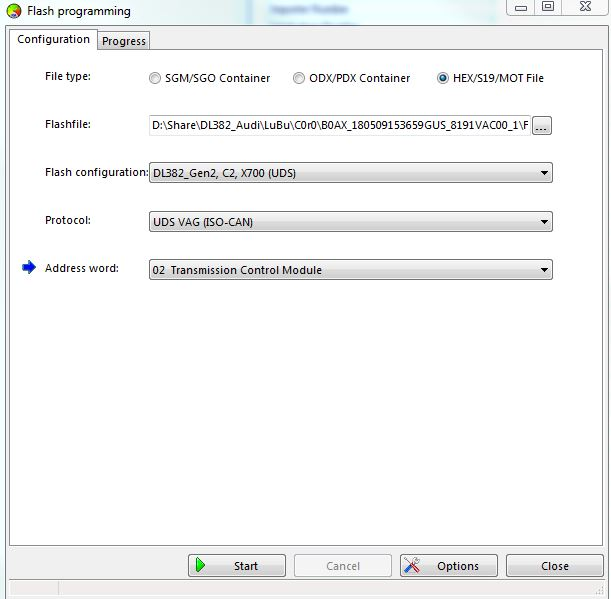 Flash programming
Configuration
Progress
File type:
SGM/SGO Container
ODX/PDX Container
HEX/S19/MOT File
Flashfile:
D:\Share\DL382_Audi\LuBu\C0r0\B0AX_180509153659GUS_8191VAC00_1\F
...
Flash configuration:
DL382_Gen2, C2, X700 (UDS)
Protocol:
UDS VAG (ISO-CAN)
Address word:
02 Transmission Control Module
Start
Cancel
Options
Close